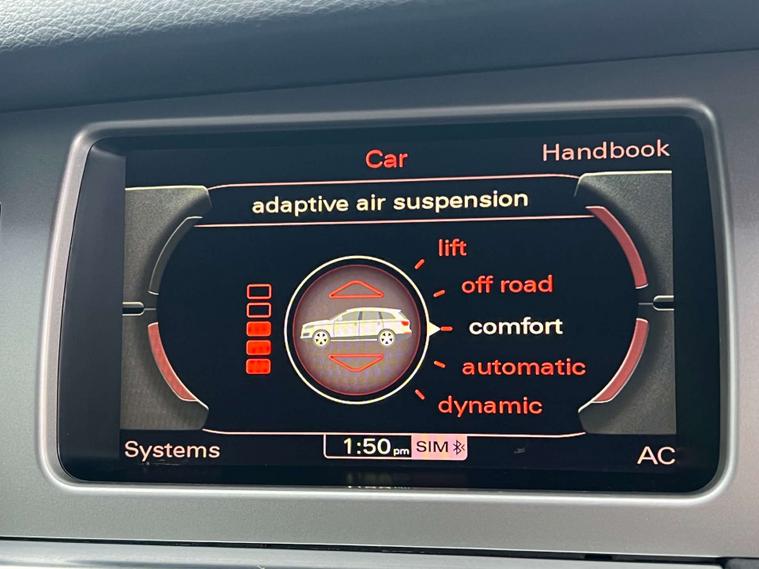 Car
Handbook
adaptive air suspension
lift
off road
comfort
automatic
dynamic
Systems
1:50 pm SIM
AC